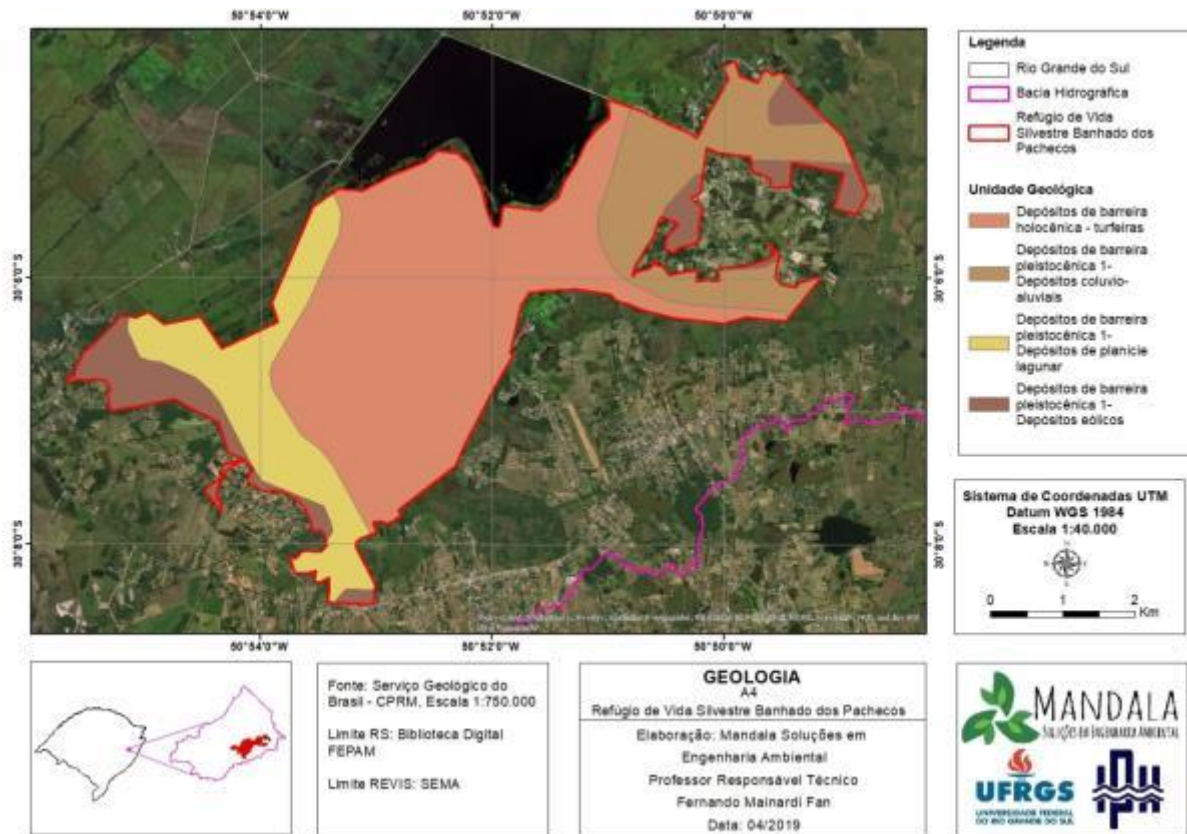 50°54'0"W
50°52'0"W
50°50'0"W
30°6'0"S
30°6'0"S
30°8'0"S
30°8'0"S
50°54'0"W
50°52'0"W
50°50'0"W
Legenda
Rio Grande do Sul
Bacia Hidrográfica
Refúgio de Vida
Silvestre Banhado dos
Pachecos
Unidade Geológica
Depósitos de barreira
holocênica - turfeiras
Depósitos de barreira
pleistocênica 1-
Depósitos coluvio-
aluviais
Depósitos de barreira
pleistocênica 1-
Depósitos de planície
lagunar
Depósitos de barreira
pleistocênica 1-
Depósitos eólicos
Sistema de Coordenadas UTM
Datum WGS 1984
Escala 1:40.000
N
S
0 1 2
Km
Fonte: Serviço Geológico do
Brasil - CPRM, Escala 1:750.000
Limite RS: Biblioteca Digital
FEPAM
Limite REVIS: SEMA
GEOLOGIA
A4
Refúgio de Vida Silvestre Banhado dos Pachecos
Elaboração: Mandala Soluções em
Engenharia Ambiental
Professor Responsável Técnico
Fernando Mainardi Fan
Data: 04/2019
MANDALA
SOLUÇÕES EM ENGENHARIA AMBIENTAL
UFRGS
UNIVERSIDADE FEDERAL
DO RIO GRANDE DO SUL
IPH